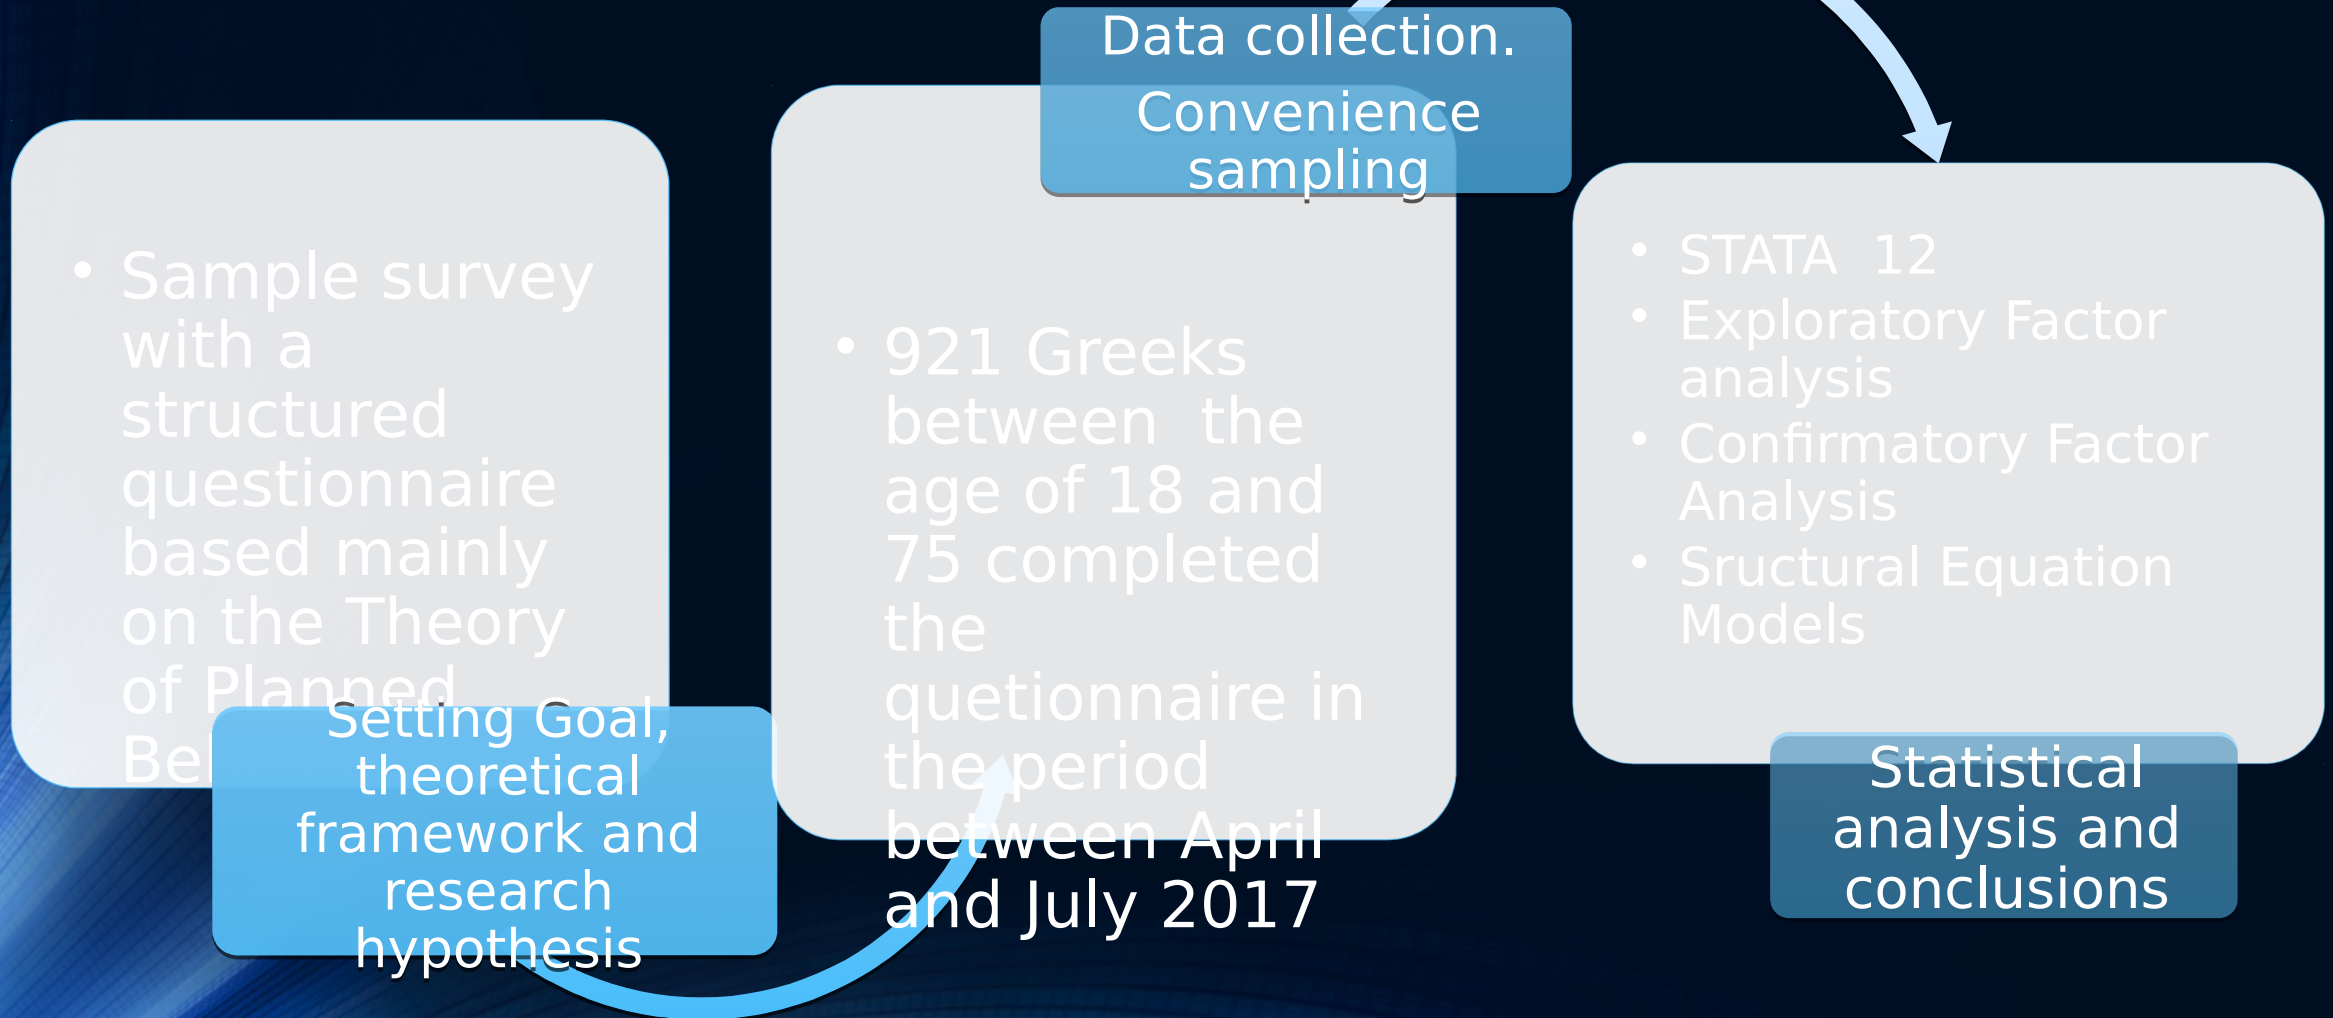 • Sample survey
with a
structured
questionnaire
based mainly
on the Theory
of Planned
Setting Goal,
theoretical
framework and
research
hypothesis
Data collection.
Convenience
sampling
• 921 Greeks
between  the
age of 18 and
75 completed
the
quetionnaire in
the period
between April
and July 2017
• STATA  12
• Exploratory Factor
analysis
• Confirmatory Factor
Analysis
• Sructural Equation
Models
Statistical
analysis and
conclusions